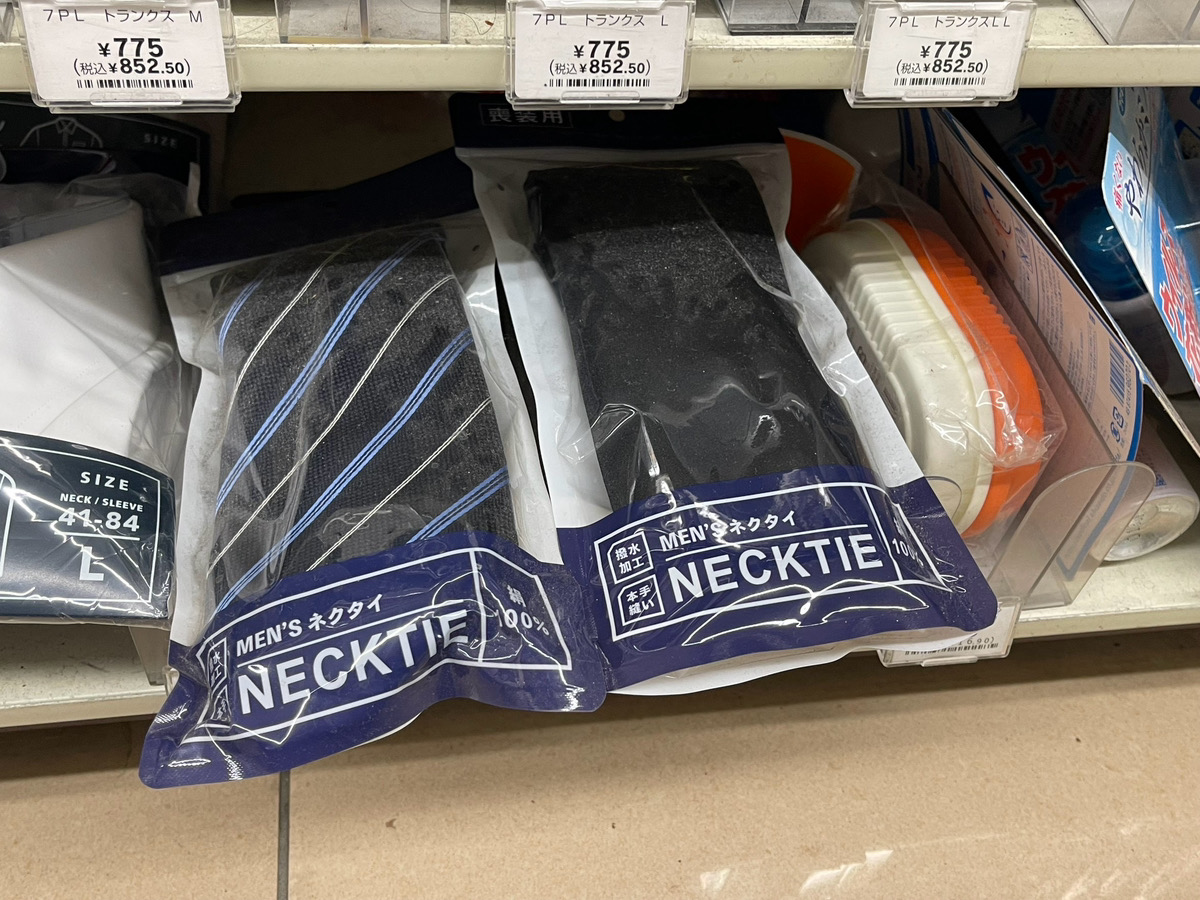 7PL トランクス M
¥775
(税込¥852.50)
7PL トランクス L
¥775
(税込¥852.50)
7PL トランクスLL
¥775
(税込¥852.50)
SIZE
喪装用
SIZE
NECK / SLEEVE
41-84
L
MEN'S ネクタイ
NECKTIE
絹
100%
撥水
加工
本手
縫い
MEN'S ネクタイ
NECKTIE
100%